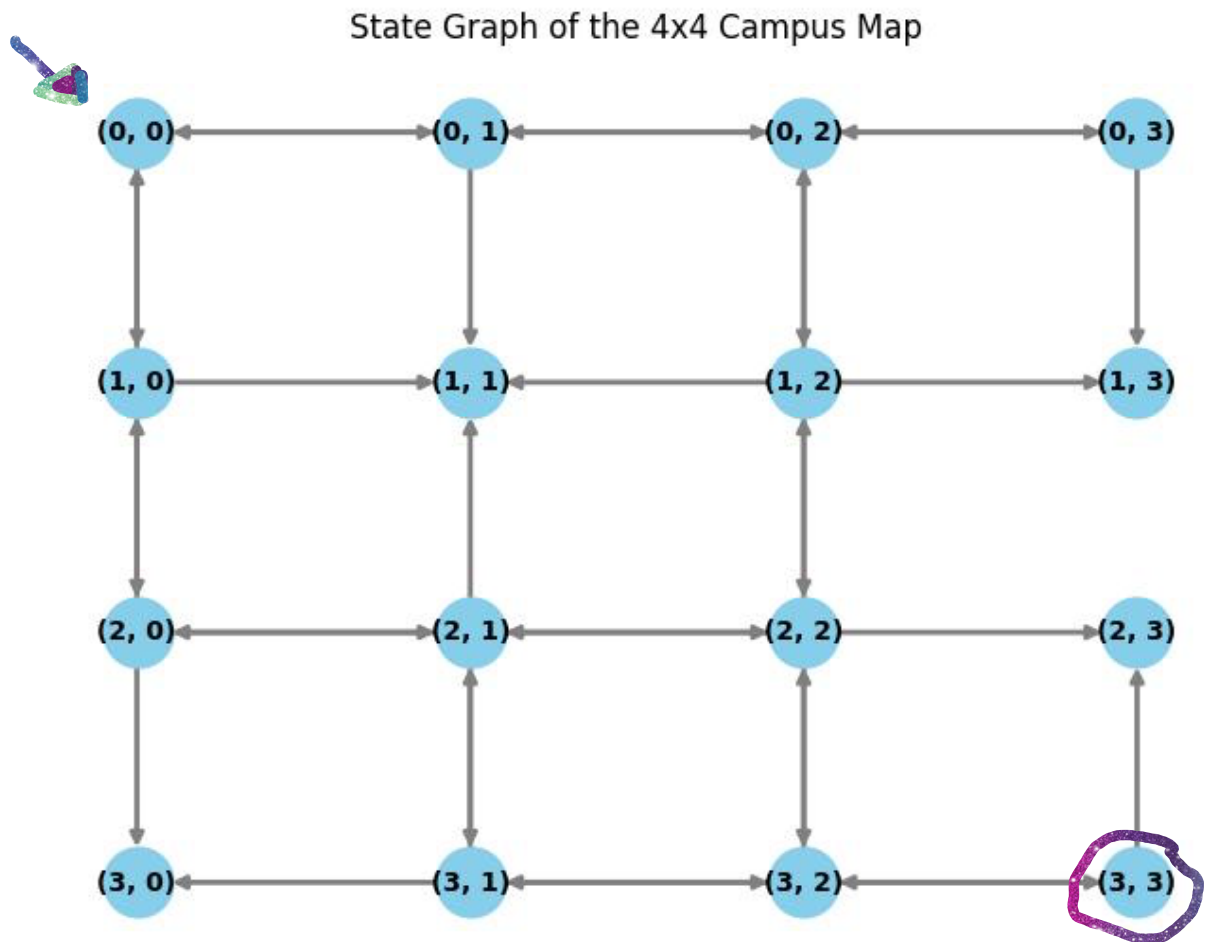 State Graph of the 4x4 Campus Map
(0, 0) (0, 1) (0, 2) (0, 3)
(1, 0) (1, 1) (1, 2) (1, 3)
(2, 0) (2, 1) (2, 2) (2, 3)
(3, 0) (3, 1) (3, 2) (3, 3)